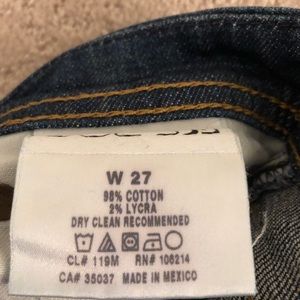 W 27
98% COTTON
2% LYCRA
DRY CLEAN RECOMMENDED
CL# 119M RN# 106214
CA# 35037 MADE IN MEXICO